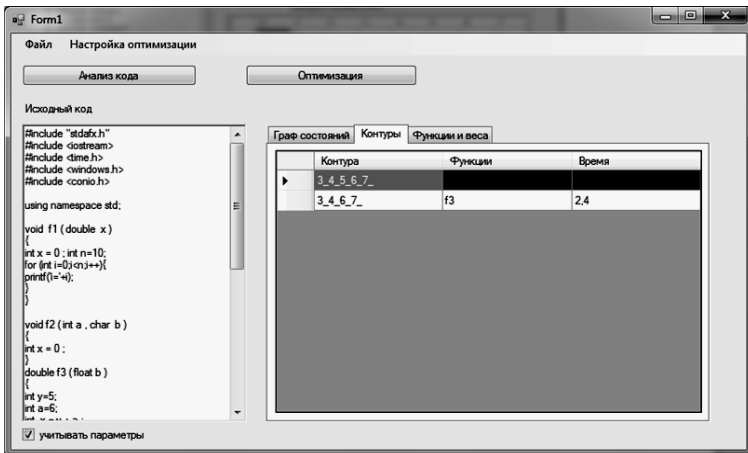 Form1
Файл Настройка оптимизации
Анализ кода Оптимизация
Исходный код
#include "stdafx.h"
#include <iostream>
#include <time.h>
#include <windows.h>
#include <conio.h>
using namespace std;
void f1 ( double x )
{
int x = 0 ; int n=10;
for (int i=0;i<n;i++){
printf('i='+i);
}
}
void f2 ( int a , char b )
{
int x = 0 ;
}
double f3 ( float b )
{
int y=5;
int a=6;
Граф состояний Контуры Функции и веса
Контура Функции Время
3_4_5_6_7_
3_4_6_7_ f3 2,4
учитывать параметры